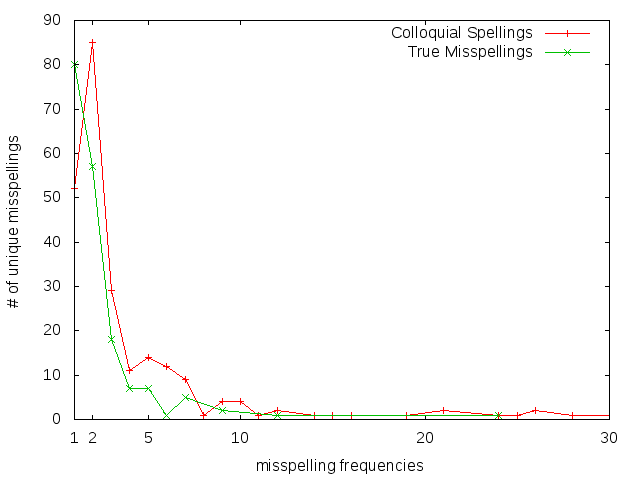 90
80
70
60
50
40
30
20
10
0
# of unique misspellings
Colloquial Spellings
True Misspellings
1 2 5 10 20 30
misspelling frequencies